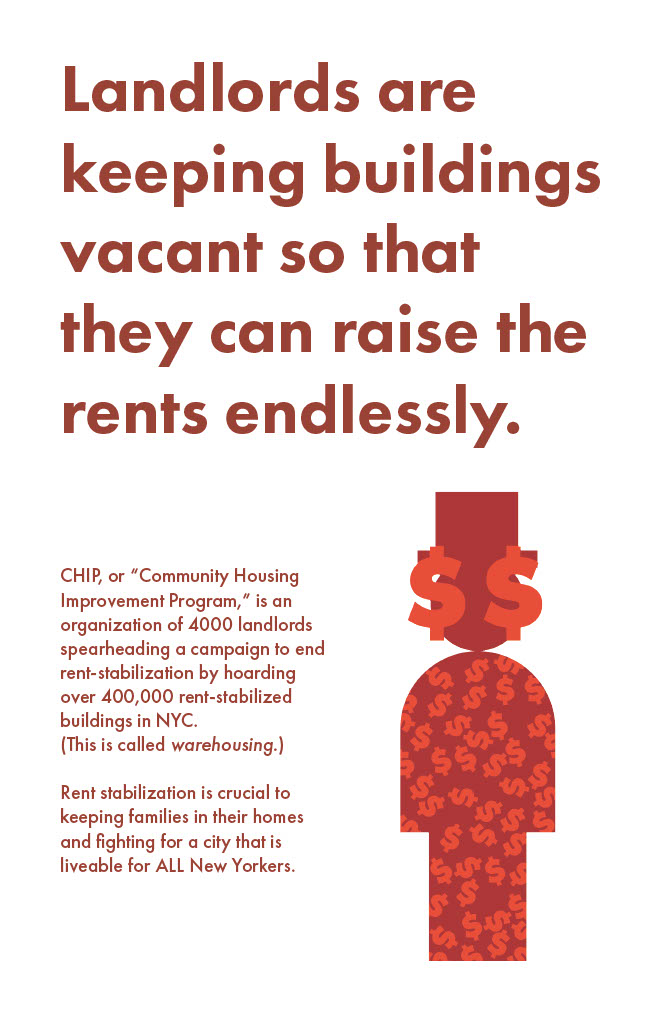 Landlords are
keeping buildings
vacant so that
they can raise the
rents endlessly.
CHIP, or “Community Housing
Improvement Program,” is an
organization of 4000 landlords
spearheading a campaign to end
rent-stabilization by hoarding
over 400,000 rent-stabilized
buildings in NYC.
(This is called warehousing.)
Rent stabilization is crucial to
keeping families in their homes
and fighting for a city that is
liveable for ALL New Yorkers.
$ $